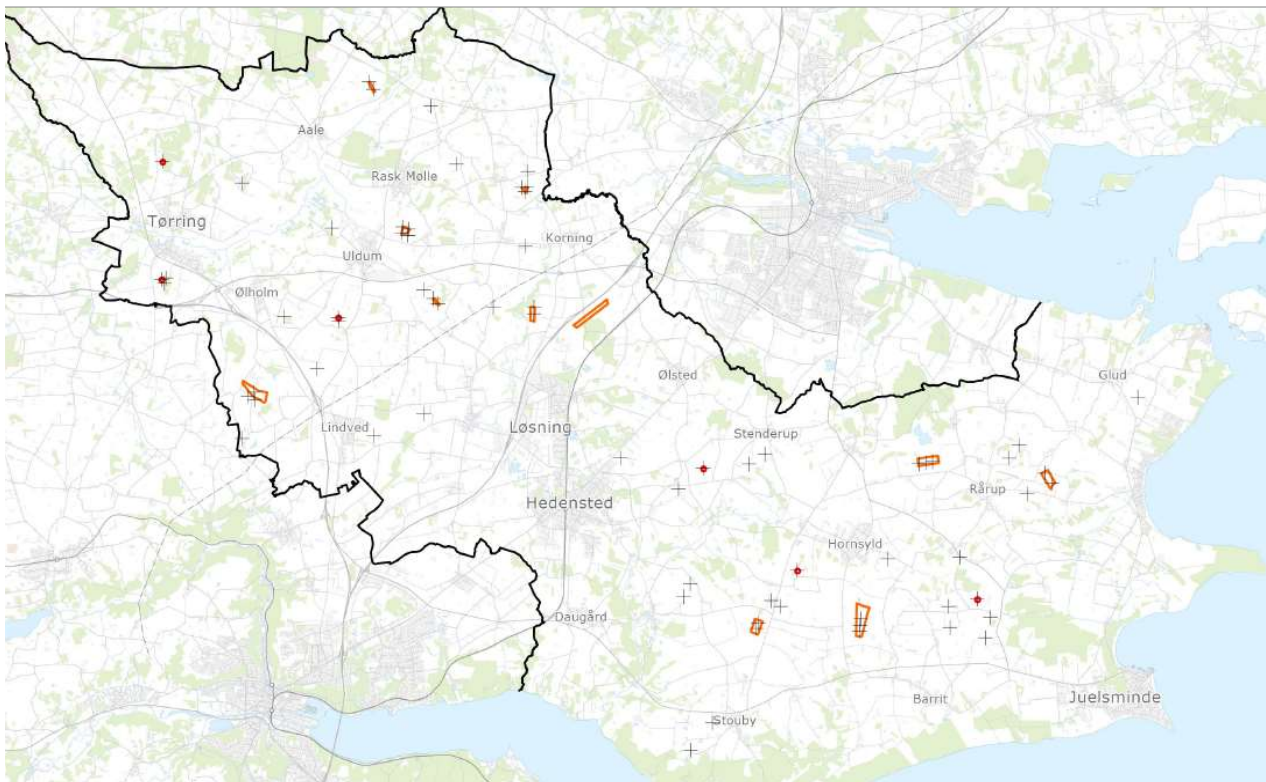 Aale
Rask Mølle
Tørring
Korning
Uldum
Ølholm
Ølsted
Glud
Lindved
Løsning
Stenderup
Rårup
Hedensted
Hornsyld
Daugård
Barrit
Juelsminde
Stouby